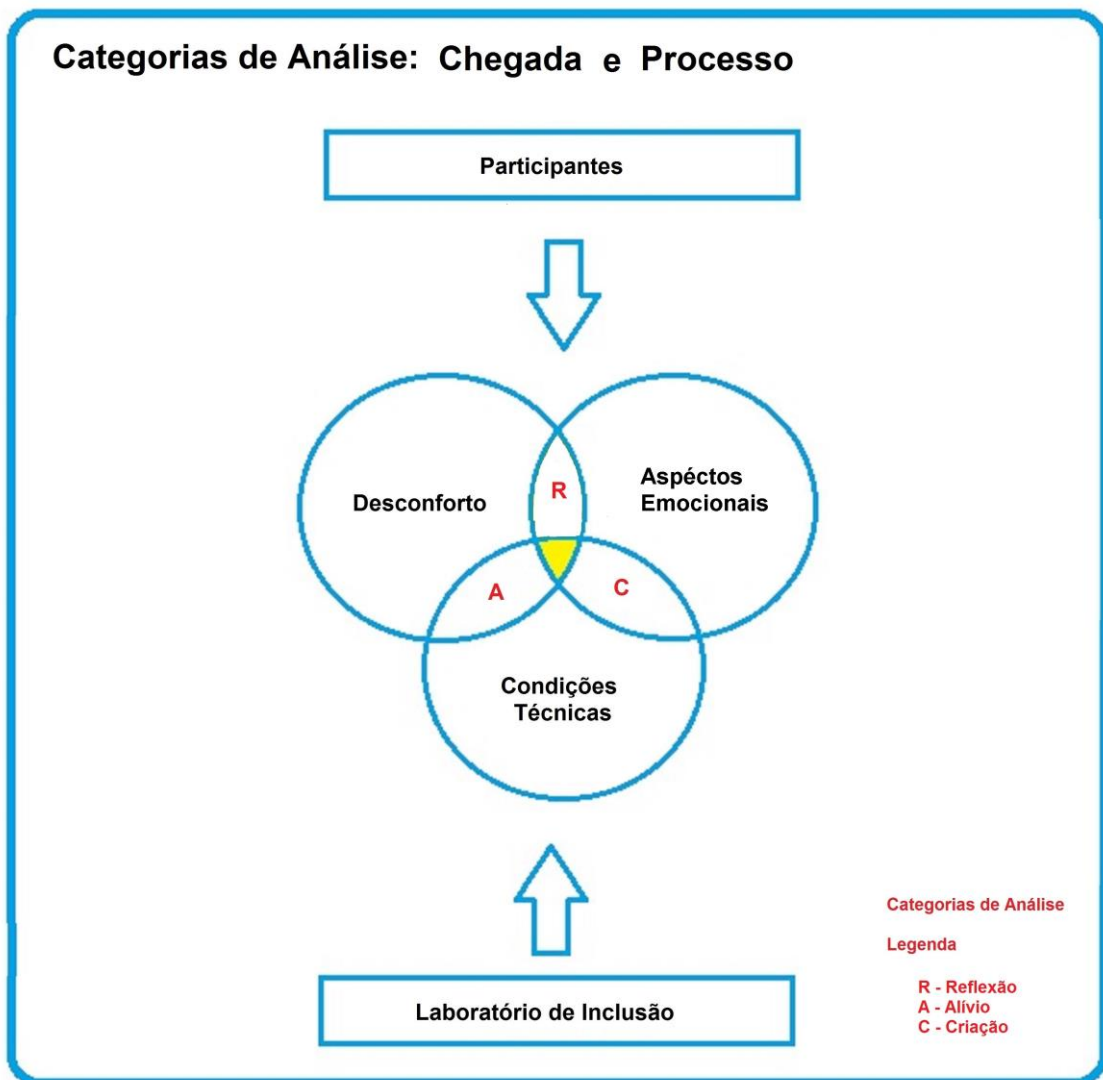 Categorias de Análise: Chegada e Processo
Participantes
Desconforto
R
Aspéctos
Emocionais
A
C
Condições
Técnicas
Laboratório de Inclusão
Categorias de Análise
Legenda
R - Reflexão
A - Alívio
C - Criação